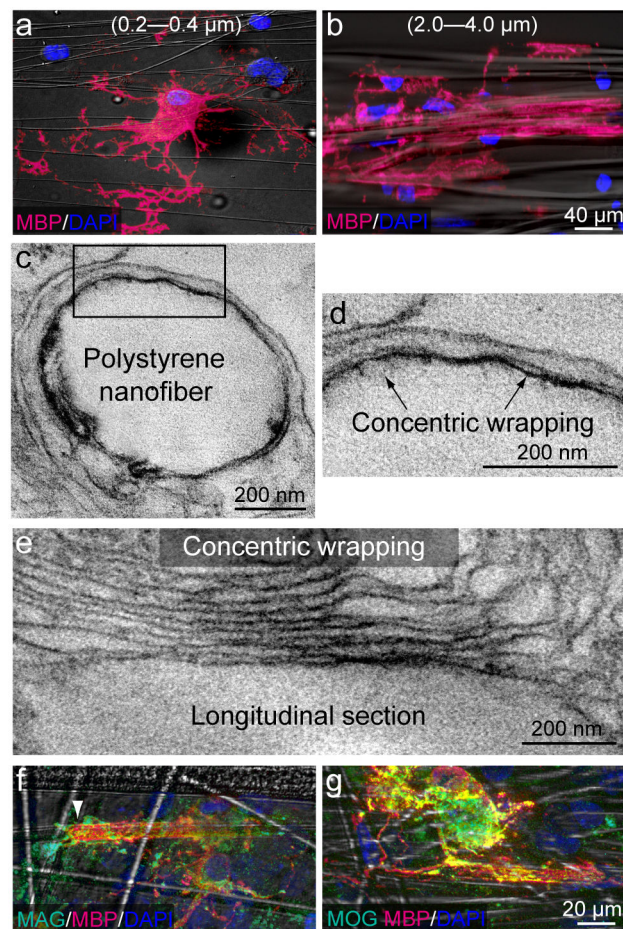 a
(0.2—0.4 µm)
MBP/DAPI
b
(2.0—4.0 µm)
MBP/DAPI
40 µm
c
Polystyrene
nanofiber
200 nm
d
Concentric wrapping
200 nm
e
Concentric wrapping
Longitudinal section
200 nm
f
MAG/MBP/DAPI
g
MOG MBP/DAPI
20 µm